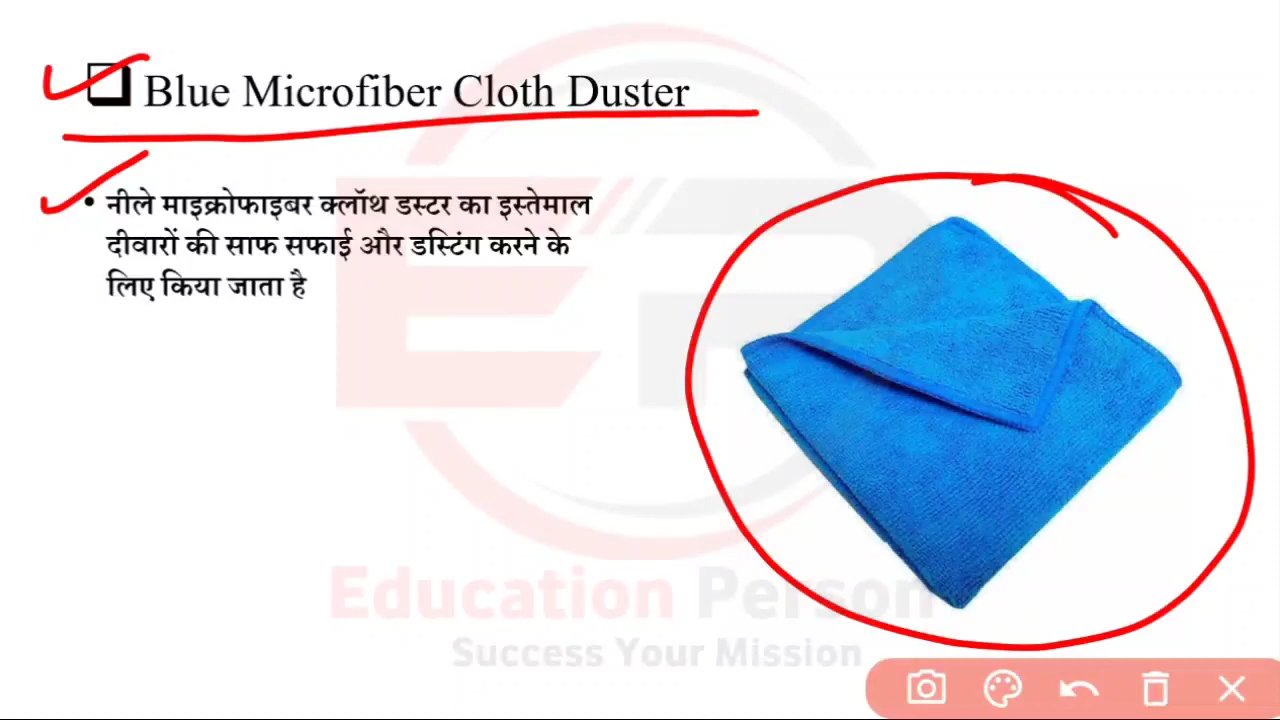 Blue Microfiber Cloth Duster
• नीले माइक्रोफाइबर क्लॉथ डस्टर का इस्तेमाल
दीवारों की साफ सफाई और डस्टिंग करने के
लिए किया जाता है
Education Person
Success Your Mission